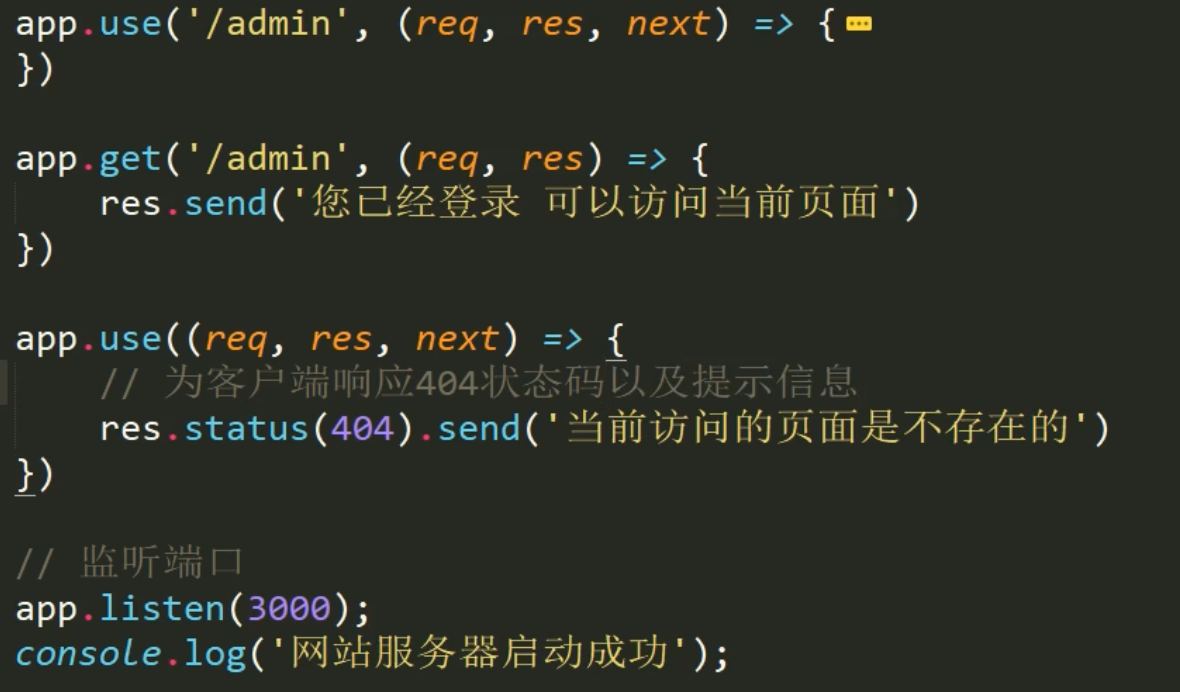 app.use('/admin', (req, res, next) => {
})
app.get('/admin', (req, res) => {
res.send('您已经登录 可以访问当前页面')
})
app.use((req, res, next) => {
// 为客户端响应404状态码以及提示信息
res.status(404).send('当前访问的页面是不存在的')
})
// 监听端口
app.listen(3000);
console.log('网站服务器启动成功');